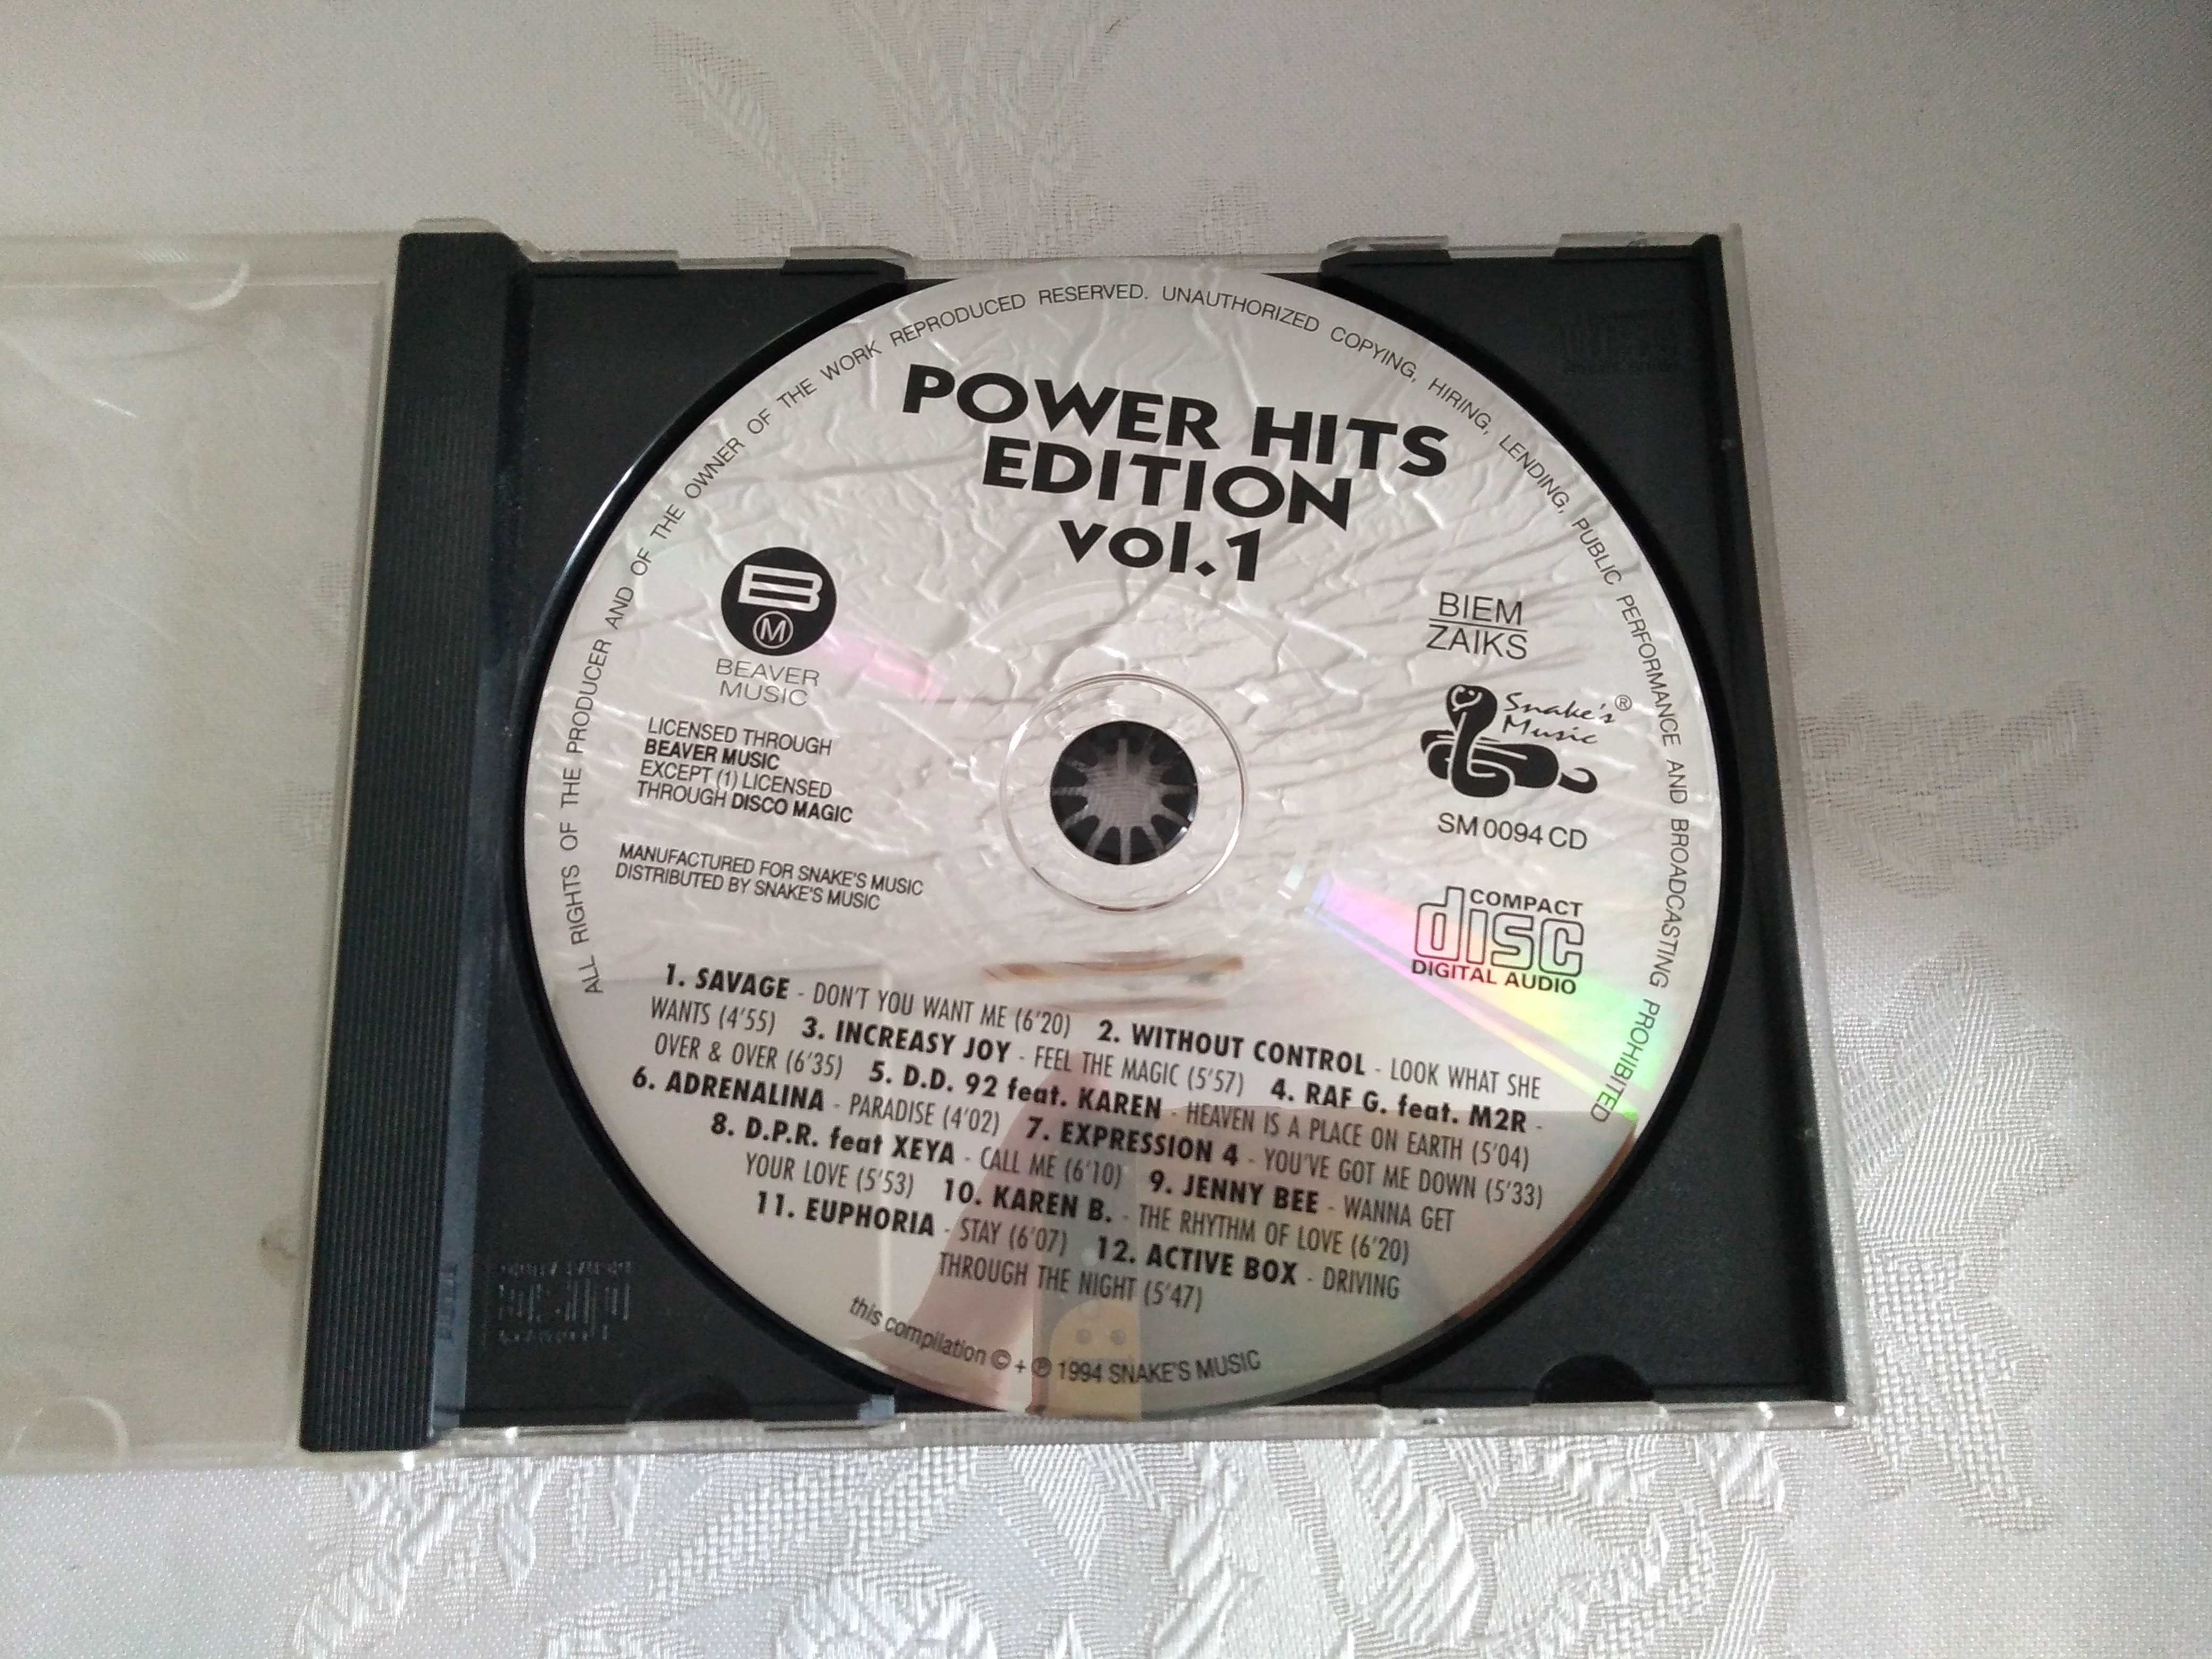 ALL RIGHTS OF THE PRODUCER AND OF THE OWNER OF THE WORK REPRODUCED RESERVED. UNAUTHORIZED COPYING, HIRING, LENDING, PUBLIC PERFORMANCE AND BROADCASTING PROHIBITED
POWER HITS
EDITION
vol.1
B
M
BEAVER
MUSIC
LICENSED THROUGH
BEAVER MUSIC
EXCEPT (1) LICENSED
THROUGH DISCO MAGIC
MANUFACTURED FOR SNAKE'S MUSIC
DISTRIBUTED BY SNAKE'S MUSIC
BIEM
ZAIKS
Snake's ®
Music
SM 0094 CD
COMPACT
disc
DIGITAL AUDIO
1. SAVAGE - DON'T YOU WANT ME (6'20) 2. WITHOUT CONTROL - LOOK WHAT SHE
WANTS (4'55) 3. INCREASY JOY - FEEL THE MAGIC (5'57) 4. RAF G. feat. M2R -
OVER & OVER (6'35) 5. D.D. 92 feat. KAREN - HEAVEN IS A PLACE ON EARTH (5'04)
6. ADRENALINA - PARADISE (4'02) 7. EXPRESSION 4 - YOU'VE GOT ME DOWN (5'33)
8. D.P.R. feat XEYA - CALL ME (6'10) 9. JENNY BEE - WANNA GET
YOUR LOVE (5'53) 10. KAREN B. - THE RHYTHM OF LOVE (6'20)
11. EUPHORIA - STAY (6'07) 12. ACTIVE BOX - DRIVING
THROUGH THE NIGHT (5'47)
this compilation © + ℗ 1994 SNAKE'S MUSIC